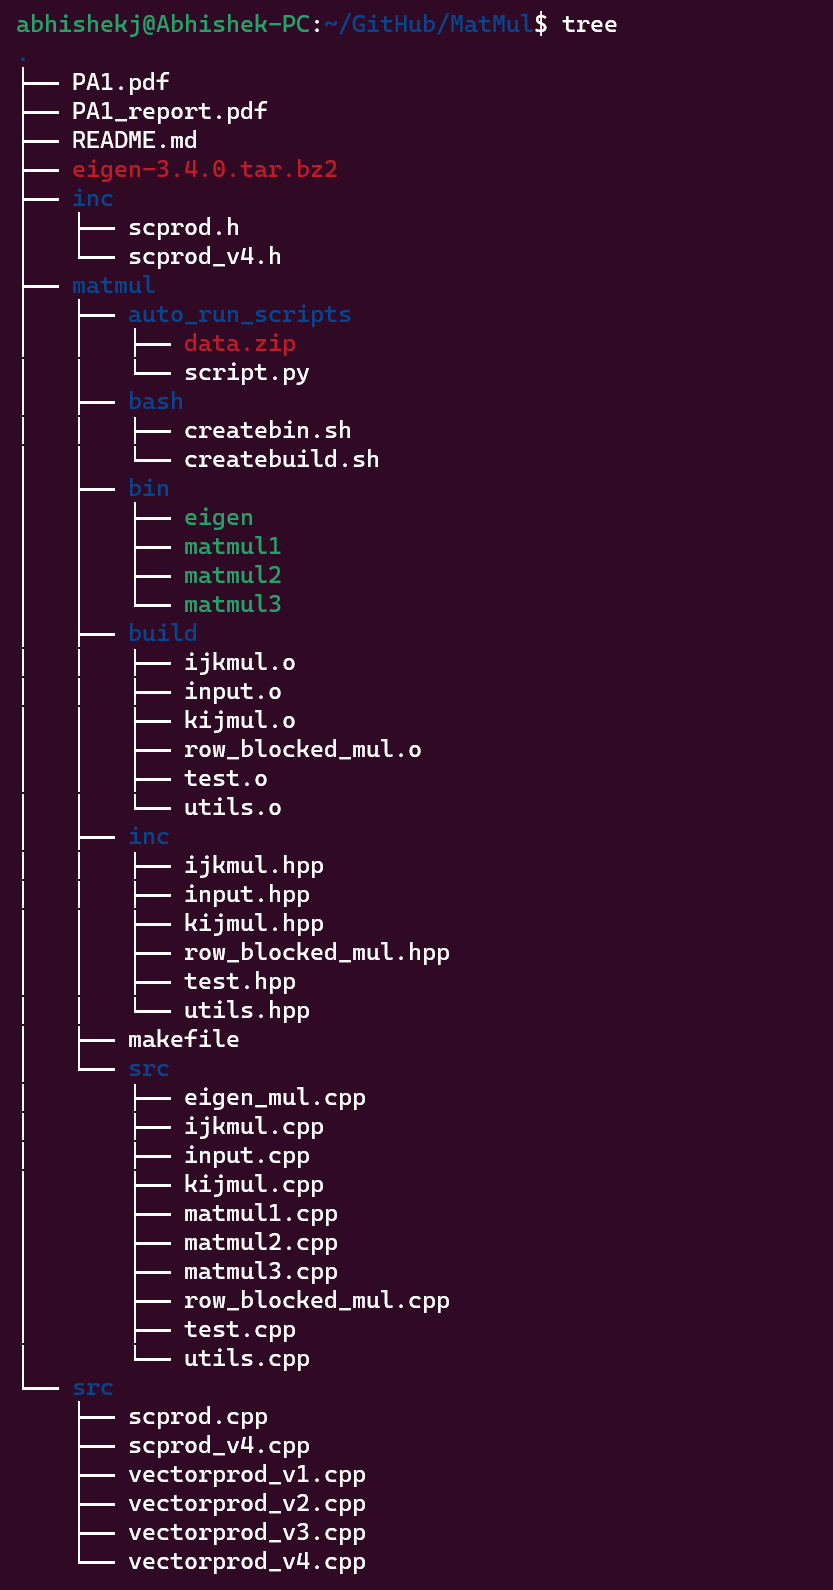 abhishekj@Abhishek-PC:~/GitHub/MatMul$ tree
.
├── PA1.pdf
├── PA1_report.pdf
├── README.md
├── eigen-3.4.0.tar.bz2
├── inc
│   ├── scprod.h
│   └── scprod_v4.h
├── matmul
│   ├── auto_run_scripts
│   │   ├── data.zip
│   │   └── script.py
│   ├── bash
│   │   ├── createbin.sh
│   │   └── createbuild.sh
│   ├── bin
│   │   ├── eigen
│   │   ├── matmul1
│   │   ├── matmul2
│   │   └── matmul3
│   ├── build
│   │   ├── ijkmul.o
│   │   ├── input.o
│   │   ├── kijmul.o
│   │   ├── row_blocked_mul.o
│   │   ├── test.o
│   │   └── utils.o
│   ├── inc
│   │   ├── ijkmul.hpp
│   │   ├── input.hpp
│   │   ├── kijmul.hpp
│   │   ├── row_blocked_mul.hpp
│   │   ├── test.hpp
│   │   └── utils.hpp
│   ├── makefile
│   └── src
│       ├── eigen_mul.cpp
│       ├── ijkmul.cpp
│       ├── input.cpp
│       ├── kijmul.cpp
│       ├── matmul1.cpp
│       ├── matmul2.cpp
│       ├── matmul3.cpp
│       ├── row_blocked_mul.cpp
│       ├── test.cpp
│       └── utils.cpp
└── src
    ├── scprod.cpp
    ├── scprod_v4.cpp
    ├── vectorprod_v1.cpp
    ├── vectorprod_v2.cpp
    ├── vectorprod_v3.cpp
    └── vectorprod_v4.cpp